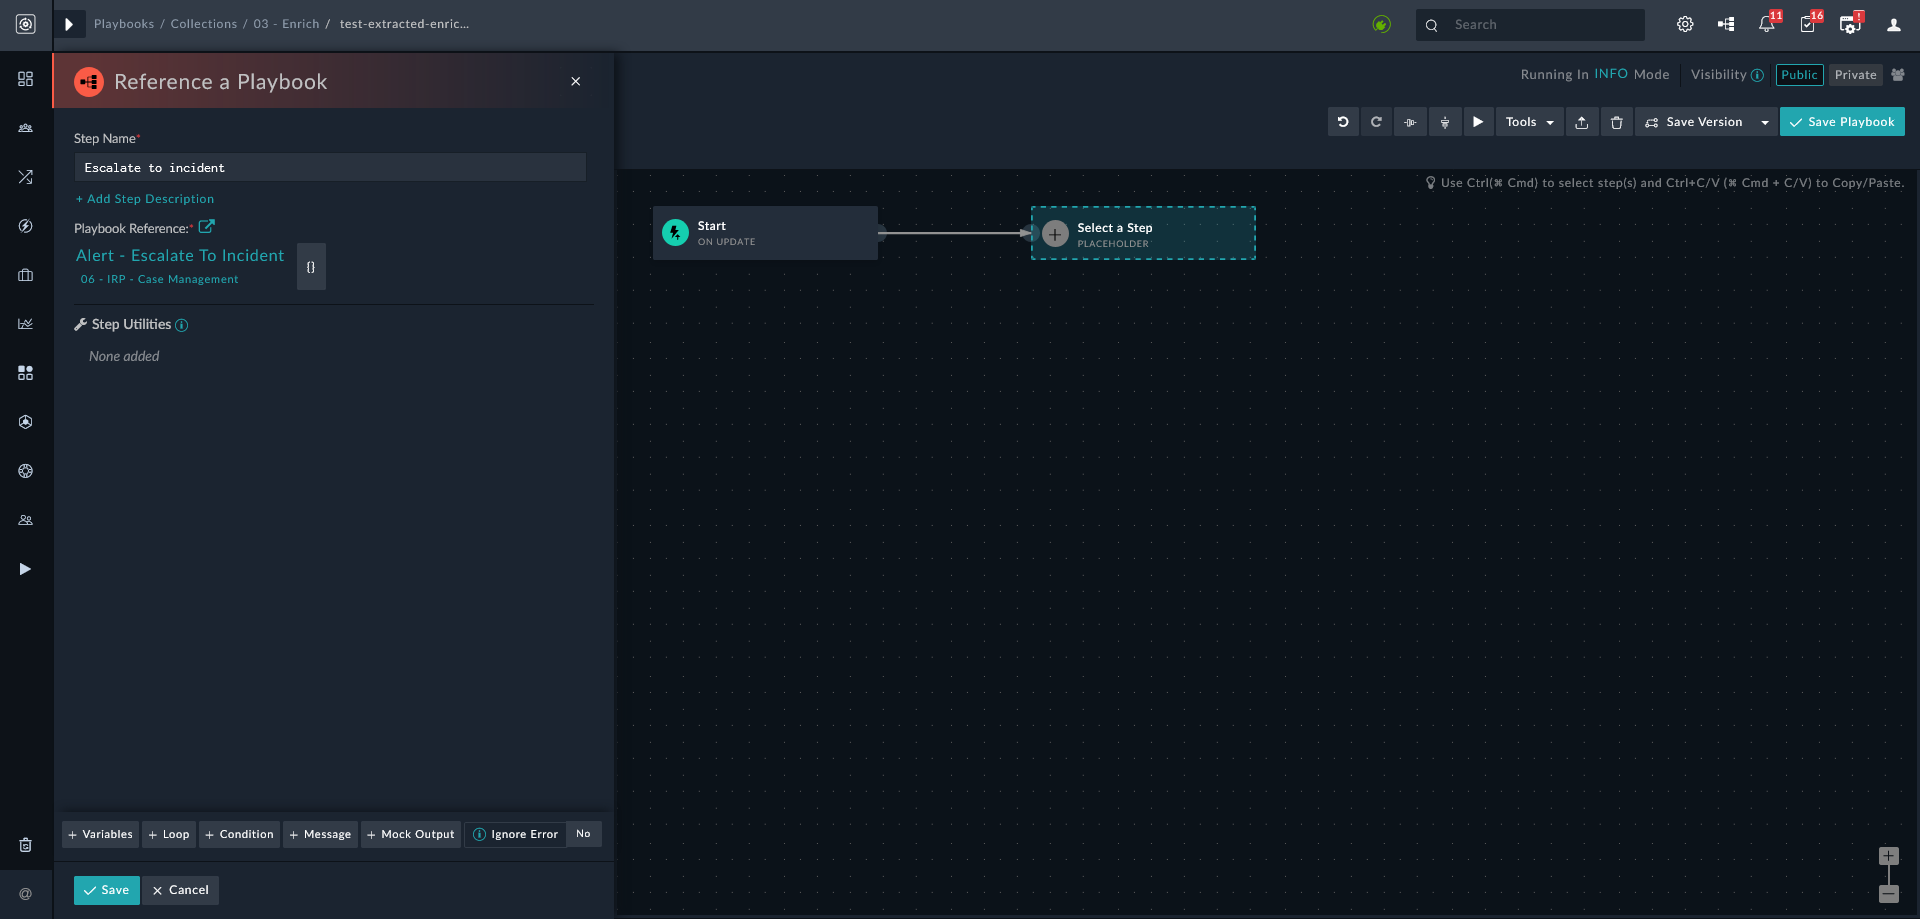 Playbooks / Collections / 03 - Enrich / test-extracted-enric...
Search
11
16
!
Reference a Playbook
Running In INFO Mode
Visibility
Public
Private
Tools
Save Version
Save Playbook
Step Name*
Escalate to incident
+ Add Step Description
Playbook Reference:*
Alert - Escalate To Incident
06 - IRP - Case Management
{}
Step Utilities
None added
Use Ctrl(⌘ Cmd) to select step(s) and Ctrl+C/V (⌘ Cmd + C/V) to Copy/Paste.
Start
ON UPDATE
Select a Step
PLACEHOLDER
+ Variables
+ Loop
+ Condition
+ Message
+ Mock Output
Ignore Error
No
Save
Cancel
@